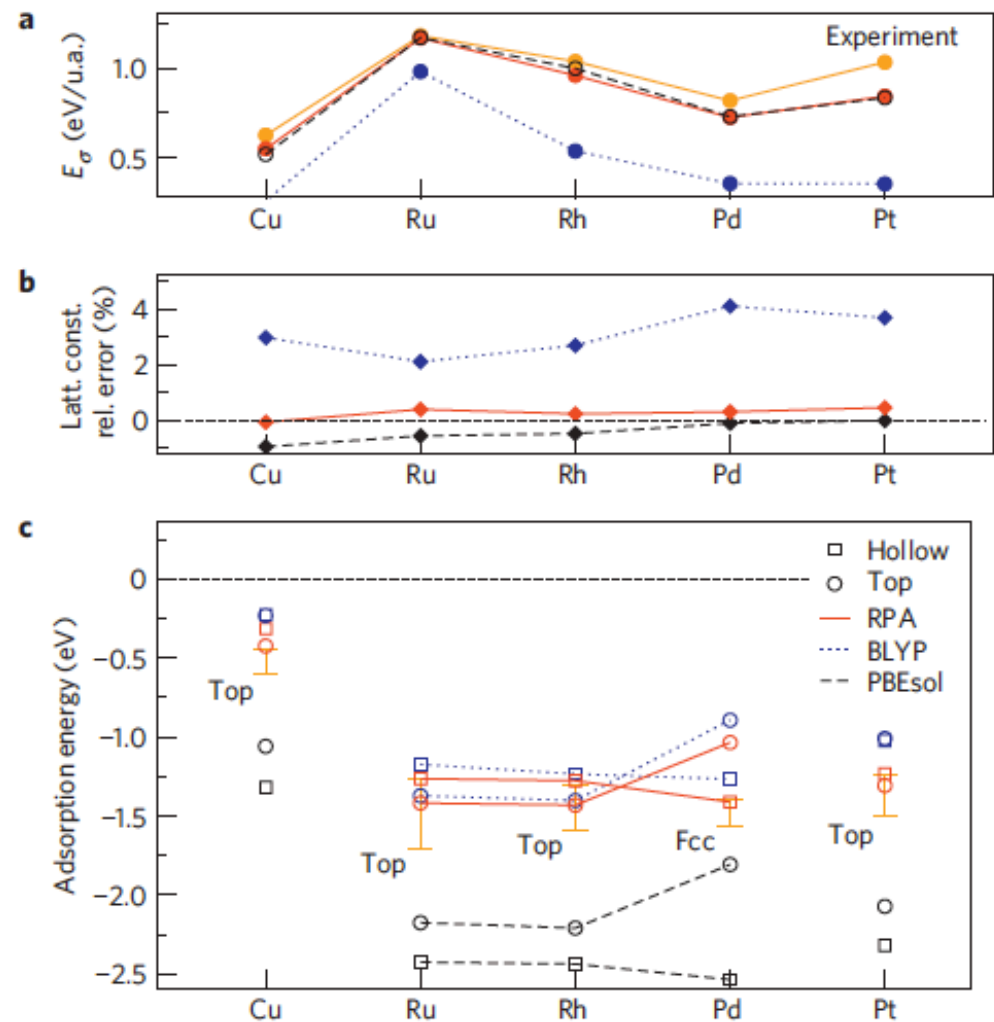 a
E_σ (eV/u.a.)
1.0
0.5
Experiment
Cu Ru Rh Pd Pt
b
Latt. const.
rel. error (%)
4
2
0
Cu Ru Rh Pd Pt
c
Adsorption energy (eV)
0
−0.5
−1.0
−1.5
−2.0
−2.5
Hollow
Top
RPA
BLYP
PBEsol
Top
Top
Top
Fcc
Top
Cu Ru Rh Pd Pt